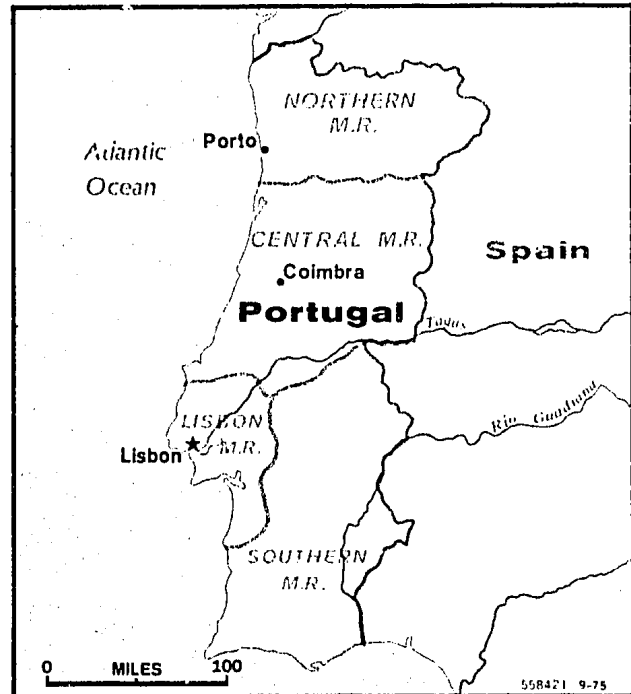 NORTHERN
M.R.
Porto
Atlantic
Ocean
CENTRAL M.R.
Spain
Coimbra
Portugal
Tagus
Rio Guadiana
LISBON
M.R.
Lisbon
SOUTHERN
M.R.
0 MILES 100
558421 9-75